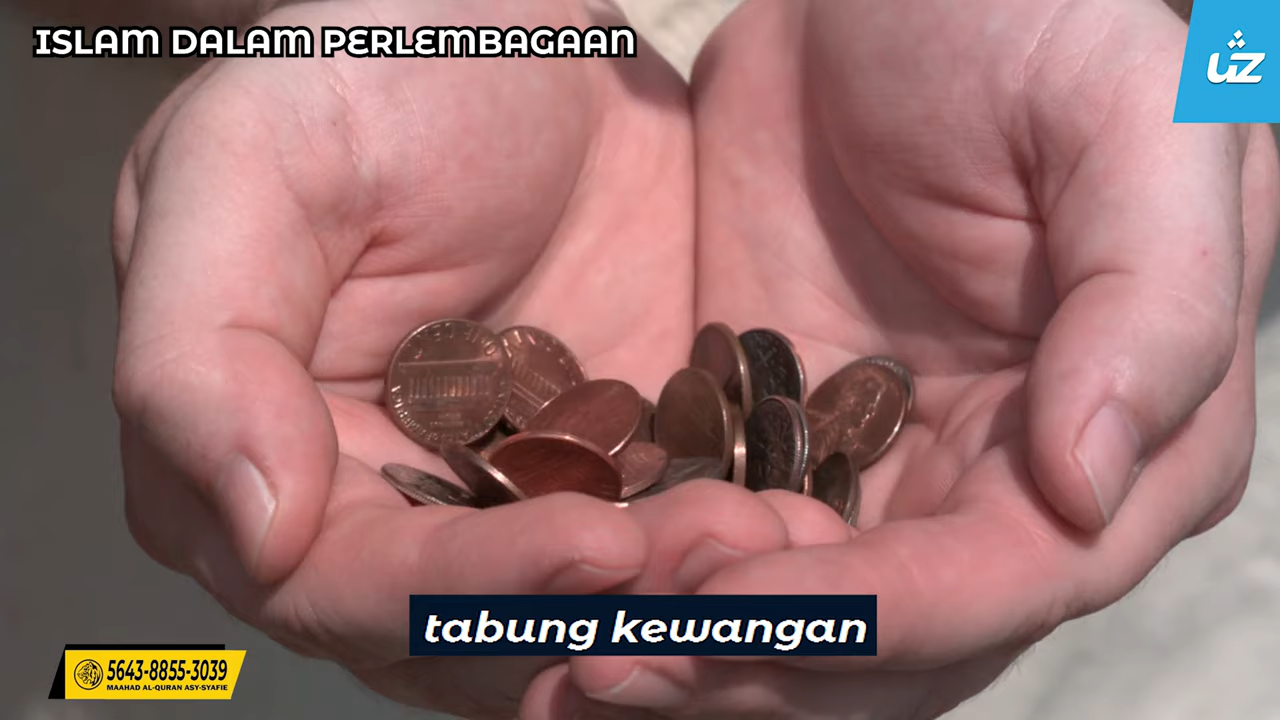 ISLAM DALAM PERLEMBAGAAN
UZ
tabung kewangan
5643-8855-3039
MAAHAD AL-QURAN ASY-SYAFIE